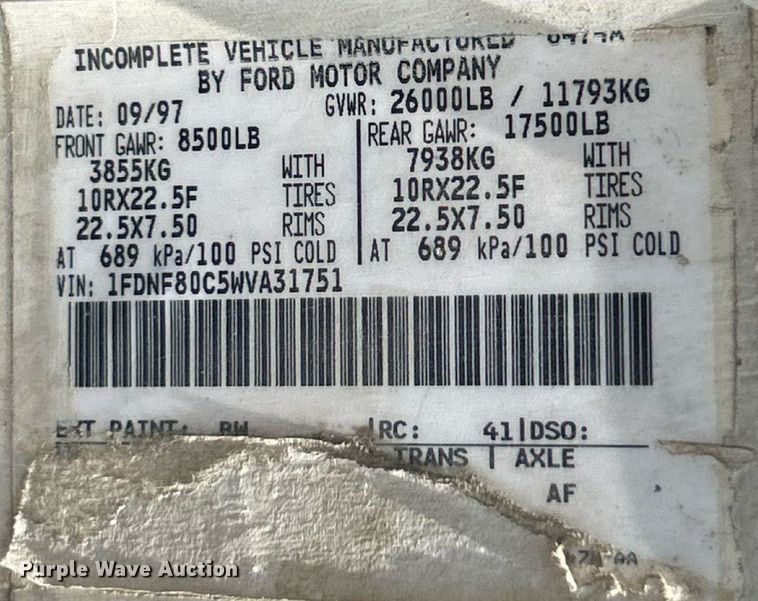 INCOMPLETE VEHICLE MANUFACTURED
BY FORD MOTOR COMPANY
DATE: 09/97 GVWR: 26000LB / 11793KG
FRONT GAWR: 8500LB REAR GAWR: 17500LB
3855KG WITH 7938KG WITH
10RX22.5F TIRES 10RX22.5F TIRES
22.5X7.50 RIMS 22.5X7.50 RIMS
AT 689 kPa/100 PSI COLD AT 689 kPa/100 PSI COLD
VIN: 1FDNF80C5WVA31751
EXT PAINT: BW RC: 41 DSO:
TRANS AXLE
AF
Purple Wave Auction